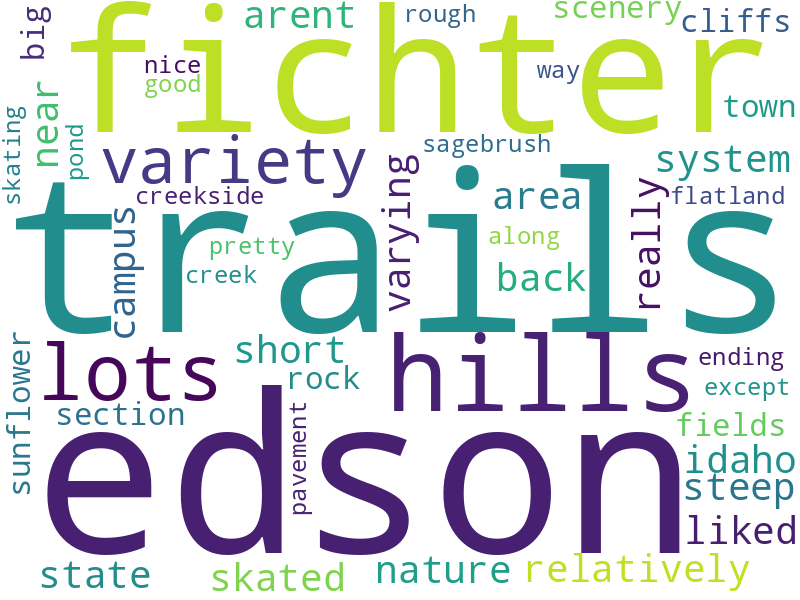 big
arent
rough
scenery
cliffs
fichter
nice
good
way
town
near
skating
pond
variety
sagebrush
system
creekside
varying
area
really
flatland
trails
campus
pretty
along
creek
back
lots
short
hills
ending
rock
except
sunflower
section
pavement
fields
edson
idaho
steep
liked
state
skated
nature
relatively